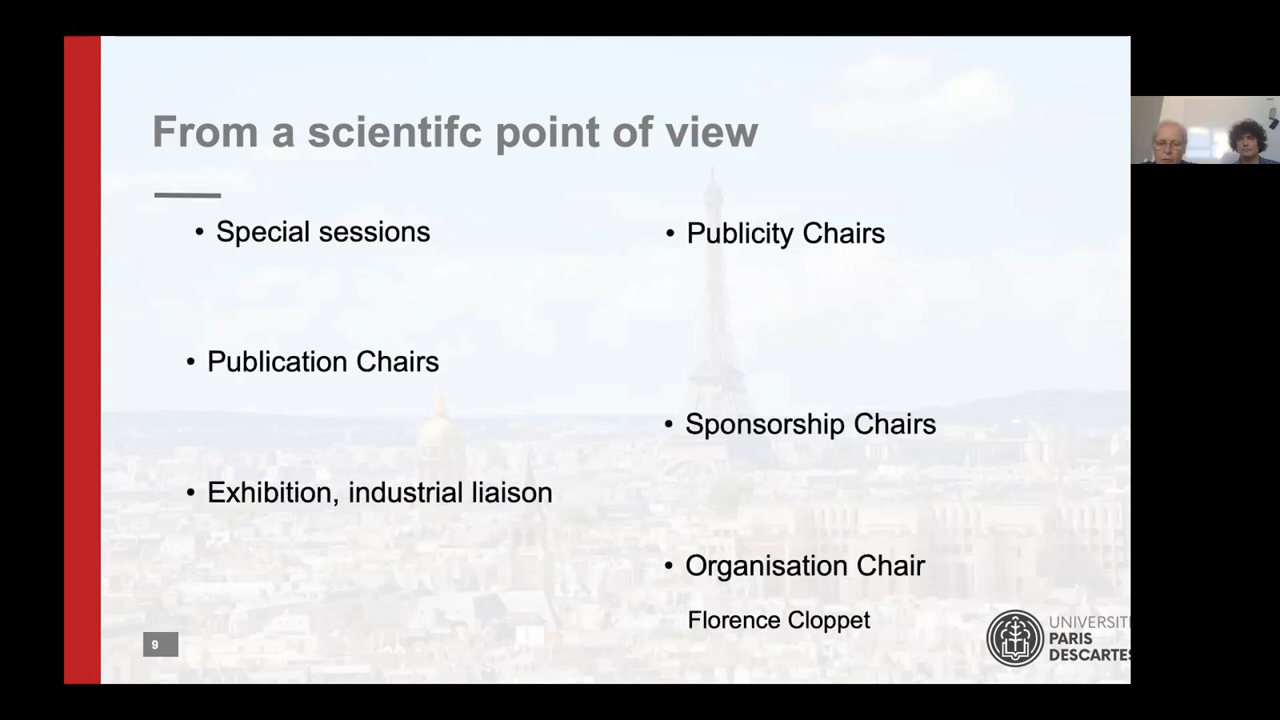 From a scientifc point of view
• Special sessions
• Publication Chairs
• Exhibition, industrial liaison
• Publicity Chairs
• Sponsorship Chairs
• Organisation Chair
Florence Cloppet
9
UNIVERSIT
PARIS
DESCARTES